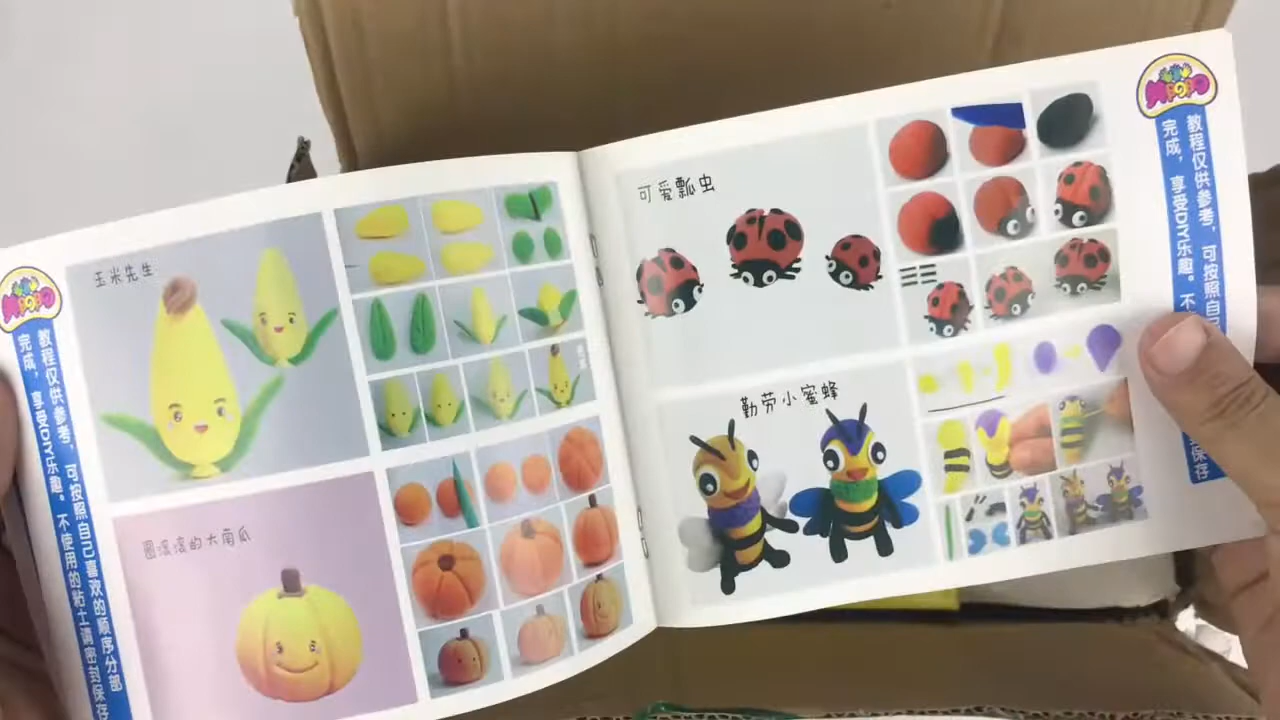 玉米先生
圆滚滚的大南瓜
教程仅供参考，可按照自己喜欢的顺序分部
完成，享受DIY乐趣。不使用的粘土请密封保存
可爱瓢虫
勤劳小蜜蜂
教程仅供参考，可按照自己
完成，享受DIY乐趣。不
保存